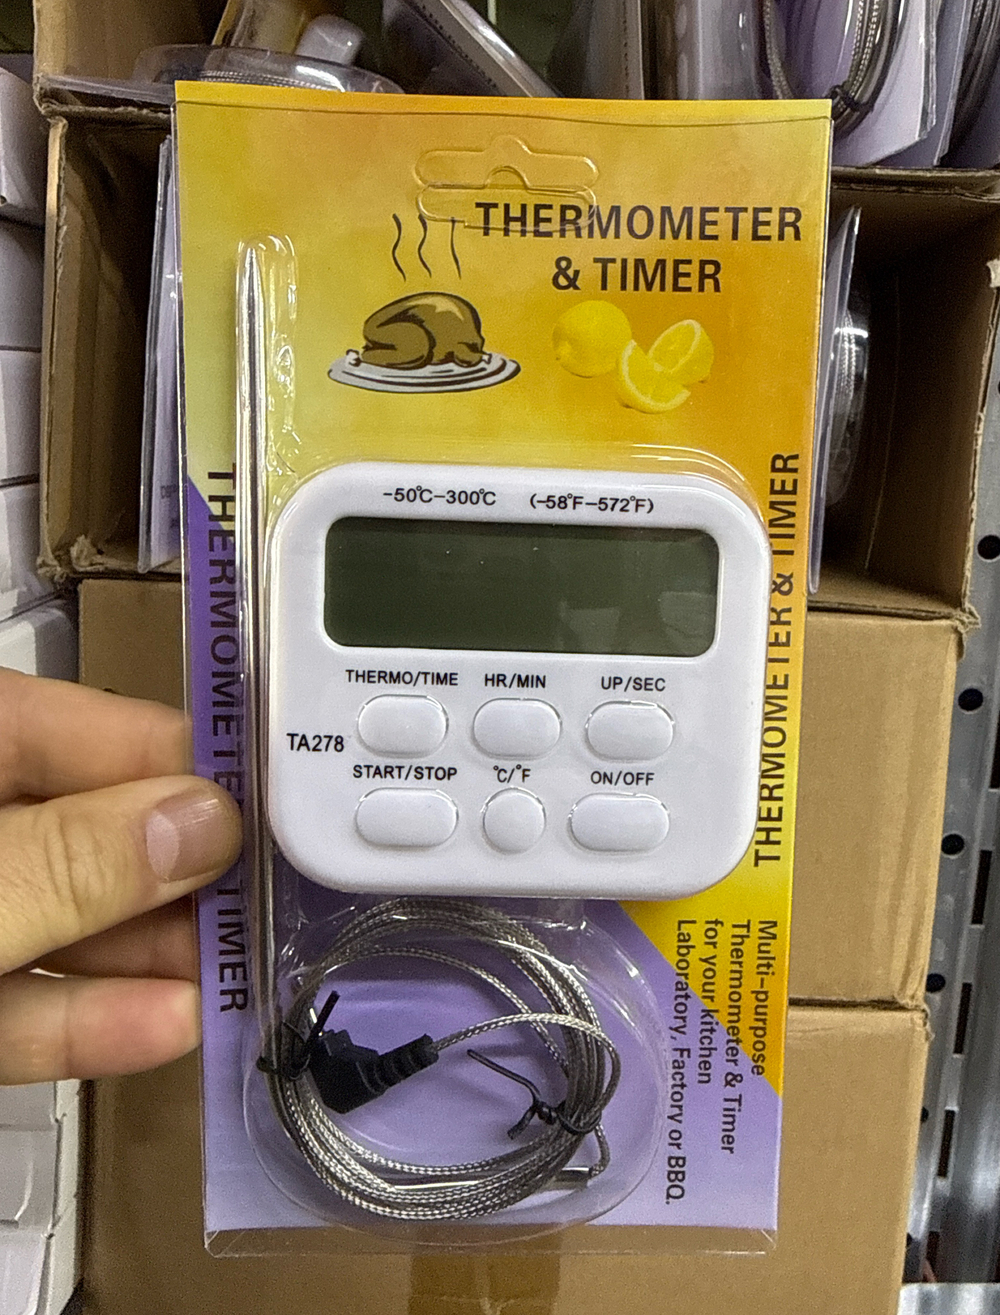 THERMOMETER
& TIMER
-50℃-300℃ (-58℉-572℉)
THERMO/TIME HR/MIN UP/SEC
TA278
START/STOP ℃/℉ ON/OFF
THERMOMETER & TIMER
THERMOMETER & TIMER
Multi-purpose
Thermometer & Timer
for your kitchen
Laboratory, Factory or BBQ.